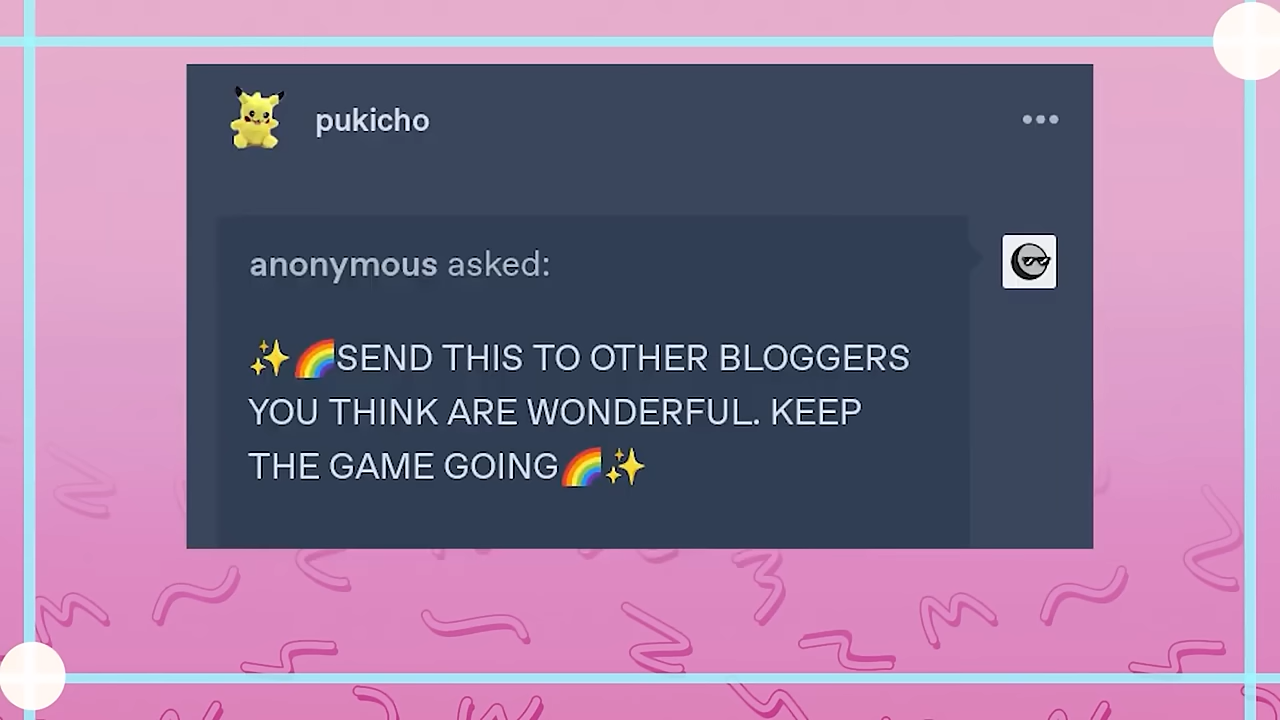 pukicho
anonymous asked:
✨🌈SEND THIS TO OTHER BLOGGERS
YOU THINK ARE WONDERFUL. KEEP
THE GAME GOING🌈✨